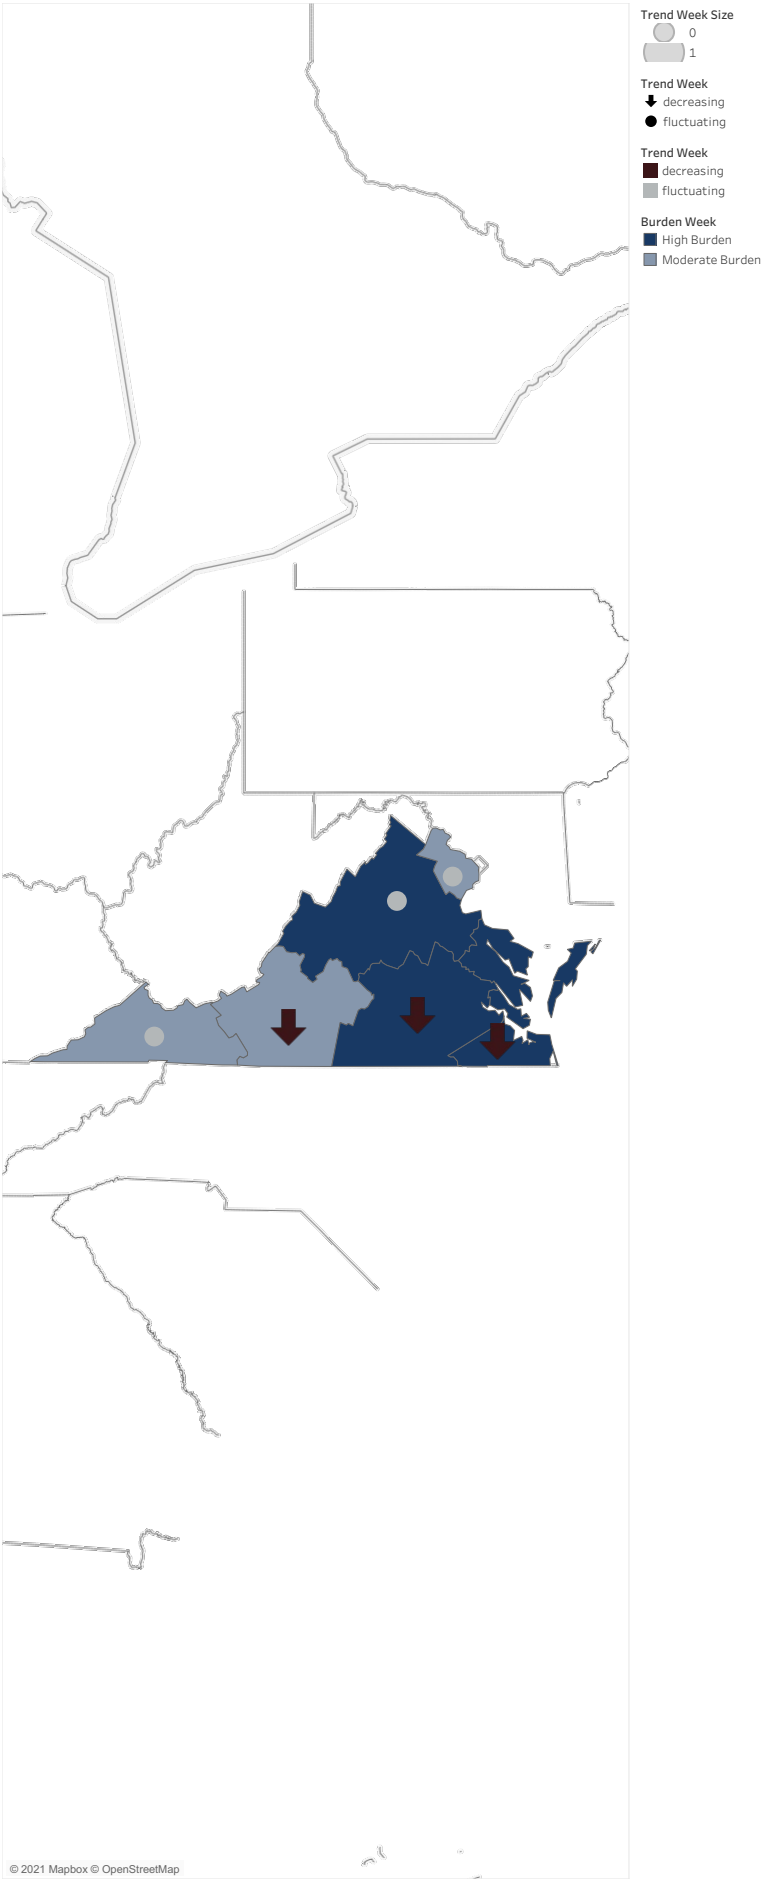 Trend Week Size
0
1
Trend Week
decreasing
fluctuating
Trend Week
decreasing
fluctuating
Burden Week
High Burden
Moderate Burden
© 2021 Mapbox © OpenStreetMap